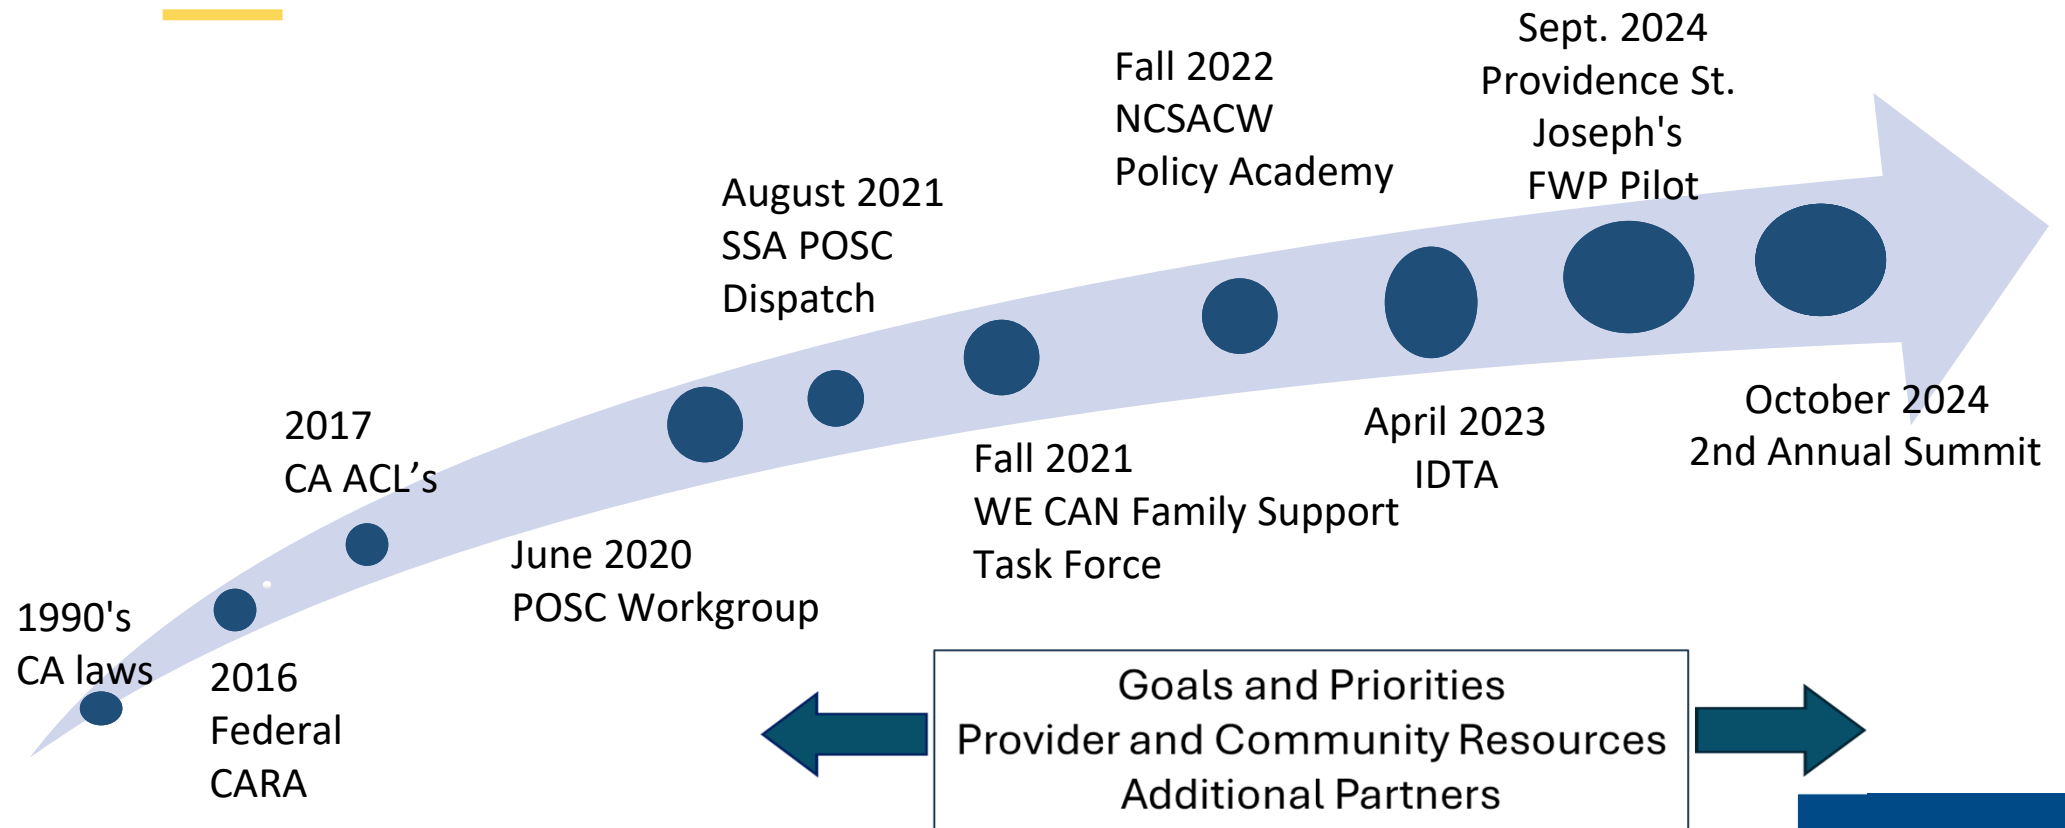 1990's
CA laws
2016
Federal
CARA
2017
CA ACL’s
June 2020
POSC Workgroup
August 2021
SSA POSC
Dispatch
Fall 2021
WE CAN Family Support
Task Force
Fall 2022
NCSACW
Policy Academy
April 2023
IDTA
Sept. 2024
Providence St.
Joseph's
FWP Pilot
October 2024
2nd Annual Summit
Goals and Priorities
Provider and Community Resources
Additional Partners